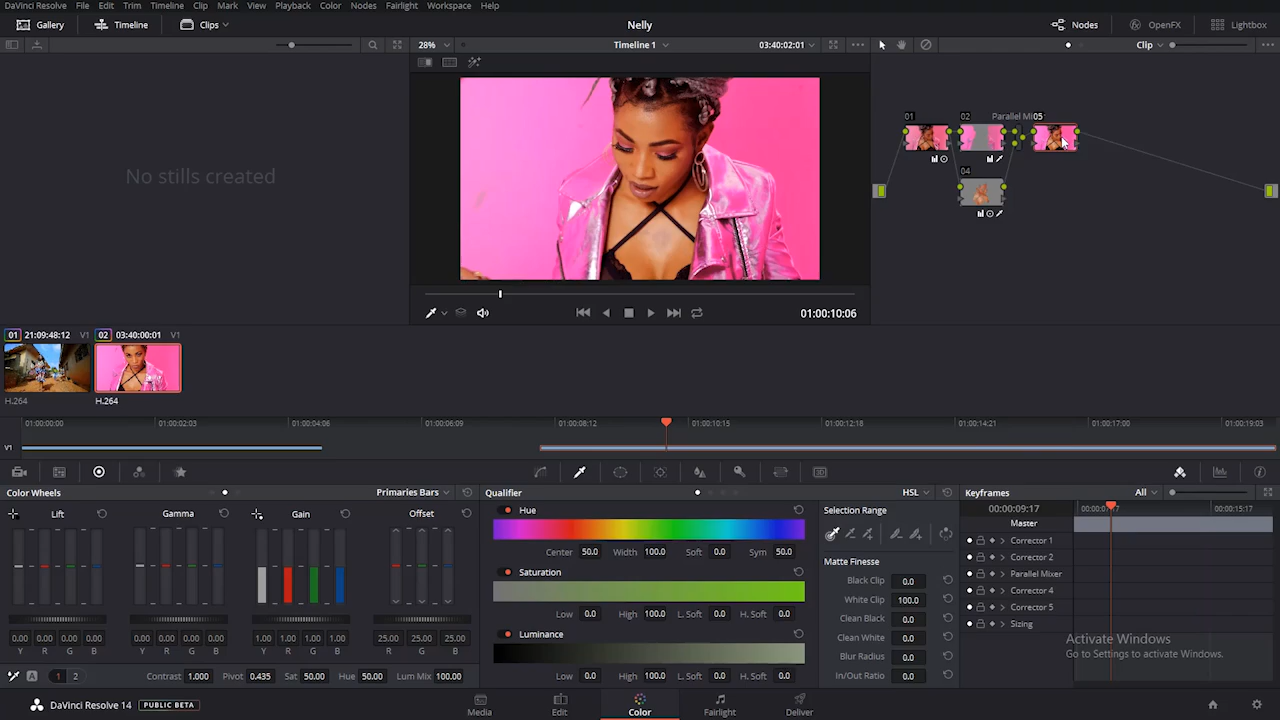 DaVinci Resolve File Edit Trim Timeline Clip Mark View Playback Color Nodes Fairlight Workspace Help
Gallery Timeline Clips Nelly Nodes OpenFX Lightbox
28% Timeline 1 03:40:02:01 Clip
No stills created
01 02 Parallel Mi 05
04
01:00:10:06
01 21:09:48:12 V1 02 03:40:00:01 V1
H.264 H.264
01:00:00:00 01:00:02:03 01:00:04:06 01:00:06:09 01:00:08:12 01:00:10:15 01:00:12:18 01:00:14:21 01:00:17:00 01:00:19:03
V1
Color Wheels Primaries Bars
Lift Gamma Gain Offset
0.00 0.00 0.00 0.00 0.00 0.00 0.00 0.00 1.00 1.00 1.00 1.00 25.00 25.00 25.00
Y R G B Y R G B Y R G B R G B
A 1 2 Contrast 1.000 Pivot 0.435 Sat 50.00 Hue 50.00 Lum Mix 100.00
Qualifier HSL
Hue
Center 50.0 Width 100.0 Soft 0.0 Sym 50.0
Saturation
Low 0.0 High 100.0 L. Soft 0.0 H. Soft 0.0
Luminance
Low 0.0 High 100.0 L. Soft 0.0 H. Soft 0.0
Selection Range
Matte Finesse
Black Clip 0.0
White Clip 100.0
Clean Black 0.0
Clean White 0.0
Blur Radius 0.0
In/Out Ratio 0.0
Keyframes All
00:00:09:17 01:00:15:17
Master
Corrector 1
Corrector 2
Parallel Mixer
Corrector 4
Corrector 5
Sizing
Activate Windows
Go to Settings to activate Windows.
DaVinci Resolve 14 PUBLIC BETA Media Edit Color Fairlight Deliver